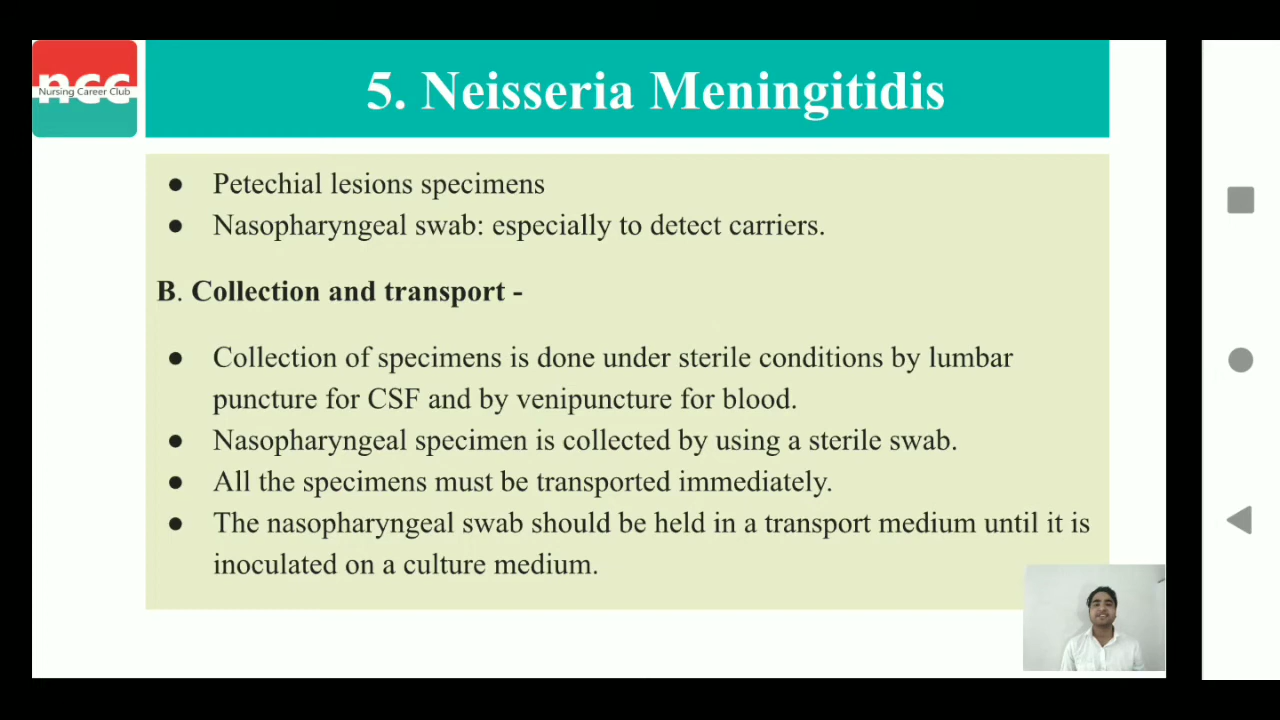 ncc
Nursing Career Club
5. Neisseria Meningitidis
● Petechial lesions specimens
● Nasopharyngeal swab: especially to detect carriers.
B. Collection and transport -
● Collection of specimens is done under sterile conditions by lumbar
puncture for CSF and by venipuncture for blood.
● Nasopharyngeal specimen is collected by using a sterile swab.
● All the specimens must be transported immediately.
● The nasopharyngeal swab should be held in a transport medium until it is
inoculated on a culture medium.